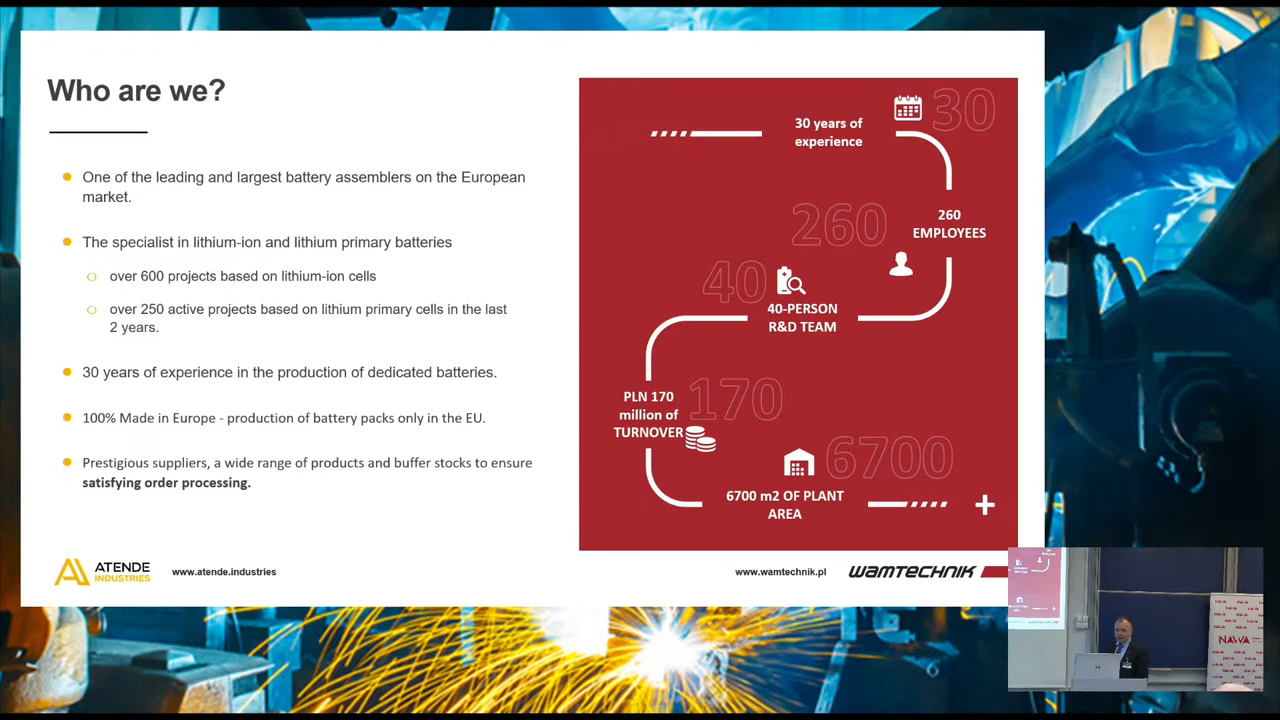 Who are we?
One of the leading and largest battery assemblers on the European
market.
The specialist in lithium-ion and lithium primary batteries
over 600 projects based on lithium-ion cells
over 250 active projects based on lithium primary cells in the last
2 years.
30 years of experience in the production of dedicated batteries.
100% Made in Europe - production of battery packs only in the EU.
Prestigious suppliers, a wide range of products and buffer stocks to ensure
satisfying order processing.
30
30 years of
experience
260
260
EMPLOYEES
40
40-PERSON
R&D TEAM
170
PLN 170
million of
TURNOVER
6700
6700 m2 OF PLANT
AREA
ATENDE
INDUSTRIES
www.atende.industries
www.wamtechnik.pl
WAMTECHNIK
NAWA